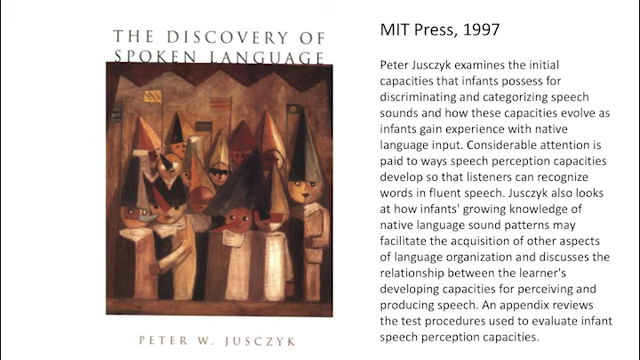 THE DISCOVERY OF
SPOKEN LANGUAGE
PETER W. JUSCZYK
MIT Press, 1997
Peter Jusczyk examines the initial
capacities that infants possess for
discriminating and categorizing speech
sounds and how these capacities evolve as
infants gain experience with native
language input. Considerable attention is
paid to ways speech perception capacities
develop so that listeners can recognize
words in fluent speech. Jusczyk also looks
at how infants' growing knowledge of
native language sound patterns may
facilitate the acquisition of other aspects
of language organization and discusses the
relationship between the learner's
developing capacities for perceiving and
producing speech. An appendix reviews
the test procedures used to evaluate infant
speech perception capacities.